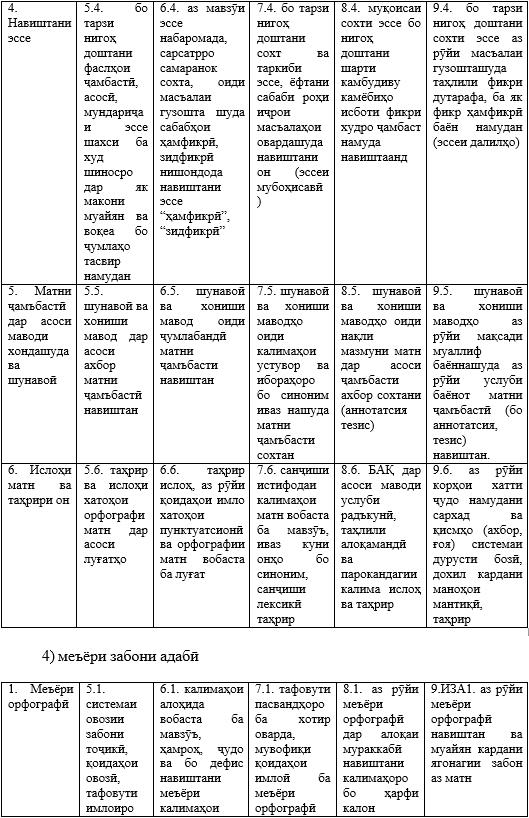 4.
Навиштани
эссе
5.4. бо
тарзи
нигоҳ
доштани
фаслҳои
ҷамбастӣ,
асосӣ,
мундариҷа
и эссе
шахси ба
худ
шиносро
дар як
макони
муайян ва
воқеа бо
ҷумлаҳо
тасвир
намудан
6.4. аз мавзӯи
эссе
набаромада,
сарсатрро
самаранок
сохта, оиди
масъалаи
гузошта шуда
сабабҳои
ҳамфикрӣ,
зидфикрӣ
нишондода
навиштани
эссе
“ҳамфикрӣ”,
“зидфикрӣ”
7.4. бо тарзи
нигоҳ
доштани
сохт ва
таркиби
эссе, ёфтани
сабаби роҳи
иҷрои
масъалаҳои
овардашуда
навиштани
он (эссеи
мубоҳисавӣ
)
8.4. муқоисаи
сохти эссе бо
нигоҳ
доштани
шарти
камбудиву
камёбиҳо
исботи фикри
худро ҷамбаст
намуда
навиштаанд
9.4. бо тарзи
нигоҳ доштани
сохти эссе аз
рӯйи масъалаи
гузошташуда
таҳлили фикри
дутарафа, ба як
фикр ҳамфикрӣ
баён намудан
(эссеи далилҳо)
5. Матни
ҷамъбастӣ
дар асоси
маводи
хондашуда
ва
шунавой
5.5.
шунавой ва
хониши
мавод дар
асоси
ахбор
матни
ҷамъбастӣ
навиштан
6.5. шунавой
ва хониши
мавод оиди
ҷумлабандӣ
матни
ҷамъбасти
навиштан
7.5. шунавой
ва хониши
маводҳо
оиди
калимаҳои
устувор ва
ибораҳоро
бо синоним
иваз нашуда
матни
ҷамъбасти
сохтан
8.5. шунавой
ва хониши
маводҳо оиди
нақли
мазмуни матн
дар асоси
ҷамъбасти
ахбор сохтани
(аннотатсия
тезис)
9.5. шунавой
ва хониши
маводҳо аз
рӯйи мақсади
муаллиф
баённашуда аз
рӯйи услуби
баёнот матни
ҷамъбастӣ (бо
аннотатсия,
тезис)
навиштан.
6. Ислоҳи
матн ва
таҳрири он
5.6. таҳрир
ва ислоҳи
хатоҳои
орфографи
матн дар
асоси
луғатҳо
6.6. таҳрир
ислоҳ, аз рӯйи
қоидаҳои имло
хатоҳои
пунктуатсионӣ
ва орфографии
матн вобаста
ба луғат
7.6. санҷиши
истифодаи
калимаҳои
матн вобаста
ба мавзӯъ,
иваз куни
онҳо бо
синоним,
санҷиши
лексикӣ
таҳрир
8.6. БАҚ дар
асоси маводи
услуби
радъкунӣ,
таҳлили
алоқамандӣ
ва
парокандагии
калима ислоҳ
ва таҳрир
9.6. аз рӯйи
корҳои хатти
ҷудо намудани
сарҳад ва
қисмҳо (ахбор,
ғоя) системаи
дурусти бозӣ,
дохил кардани
маноҳои
мантиқӣ,
таҳрир
4) меъёри забони адабӣ
1. Меъёри
орфографӣ
5.1.
системаи
овозии
забони
тоҷикӣ,
қоидаҳои
овозӣ,
тафовути
имлоиро
6.1. калимаҳои
алоҳида
вобаста ба
мавзӯъ,
ҳамроҳ, ҷудо
ва бо дефис
навиштани
меъёри
калимаҳои
7.1. тафовути
пасвандҳоро
ба хотир
оварда,
мувофиқи
қоидаҳои
имлоӣ ба
меъёри
орфографӣ
8.1. аз рӯйи
меъёри
орфографӣ
дар алоқаи
мураккабӣ
навиштани
калимаҳоро
бо ҳарфи
калон
9.ИЗА1. аз рӯйи
меъёри
орфографӣ
навиштан ва
муайян кардани
ягонагии забон
аз матн